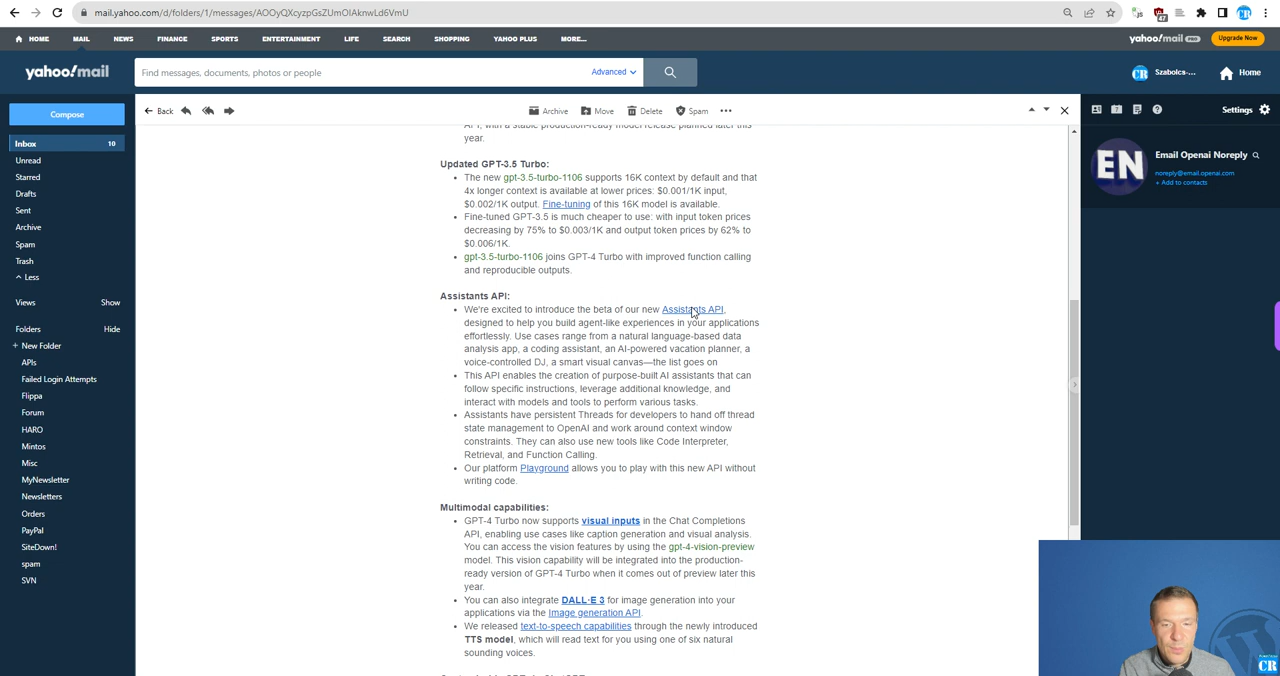 mail.yahoo.com/d/folders/1/messages/AOOyQXcyzpGsZUmOIAknwLd6VmU
47
HOME MAIL NEWS FINANCE SPORTS ENTERTAINMENT LIFE SEARCH SHOPPING YAHOO PLUS MORE...
yahoo!mail PRO Upgrade Now
yahoo!mail
Find messages, documents, photos or people
Advanced
CR Szabolcs-... Home
Compose
Back Archive Move Delete Spam •••
Settings
Inbox 10
Unread
Starred
Drafts
Sent
Archive
Spam
Trash
Less
Views Show
Folders Hide
+ New Folder
APIs
Failed Login Attempts
Flippa
Forum
HARO
Mintos
Misc
MyNewsletter
Newsletters
Orders
PayPal
SiteDown!
spam
SVN
API, with a stable production-ready model release planned later this
year.
Updated GPT-3.5 Turbo:
• The new gpt-3.5-turbo-1106 supports 16K context by default and that
4x longer context is available at lower prices: $0.001/1K input,
$0.002/1K output. Fine-tuning of this 16K model is available.
• Fine-tuned GPT-3.5 is much cheaper to use: with input token prices
decreasing by 75% to $0.003/1K and output token prices by 62% to
$0.006/1K.
• gpt-3.5-turbo-1106 joins GPT-4 Turbo with improved function calling
and reproducible outputs.
Assistants API:
• We're excited to introduce the beta of our new Assistants API,
designed to help you build agent-like experiences in your applications
effortlessly. Use cases range from a natural language-based data
analysis app, a coding assistant, an AI-powered vacation planner, a
voice-controlled DJ, a smart visual canvas—the list goes on
• This API enables the creation of purpose-built AI assistants that can
follow specific instructions, leverage additional knowledge, and
interact with models and tools to perform various tasks.
• Assistants have persistent Threads for developers to hand off thread
state management to OpenAI and work around context window
constraints. They can also use new tools like Code Interpreter,
Retrieval, and Function Calling.
• Our platform Playground allows you to play with this new API without
writing code.
Multimodal capabilities:
• GPT-4 Turbo now supports visual inputs in the Chat Completions
API, enabling use cases like caption generation and visual analysis.
You can access the vision features by using the gpt-4-vision-preview
model. This vision capability will be integrated into the production-
ready version of GPT-4 Turbo when it comes out of preview later this
year.
• You can also integrate DALL·E 3 for image generation into your
applications via the Image generation API.
• We released text-to-speech capabilities through the newly introduced
TTS model, which will read text for you using one of six natural
sounding voices.
EN
Email Openai Noreply
noreply@email.openai.com
+ Add to contacts
CR